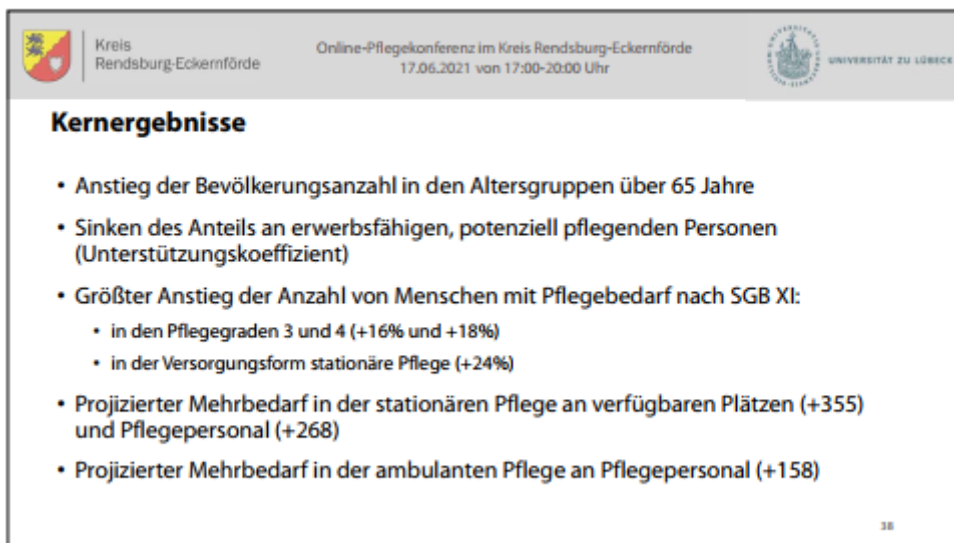 Kreis
Rendsburg-Eckernförde
Online-Pflegekonferenz im Kreis Rendsburg-Eckernförde
17.06.2021 von 17:00-20:00 Uhr
UNIVERSITÄT ZU LÜBECK
Kernergebnisse
• Anstieg der Bevölkerungsanzahl in den Altersgruppen über 65 Jahre
• Sinken des Anteils an erwerbsfähigen, potenziell pflegenden Personen
(Unterstützungskoeffizient)
• Größter Anstieg der Anzahl von Menschen mit Pflegebedarf nach SGB XI:
• in den Pflegegraden 3 und 4 (+16% und +18%)
• in der Versorgungsform stationäre Pflege (+24%)
• Projizierter Mehrbedarf in der stationären Pflege an verfügbaren Plätzen (+355)
und Pflegepersonal (+268)
• Projizierter Mehrbedarf in der ambulanten Pflege an Pflegepersonal (+158)
38